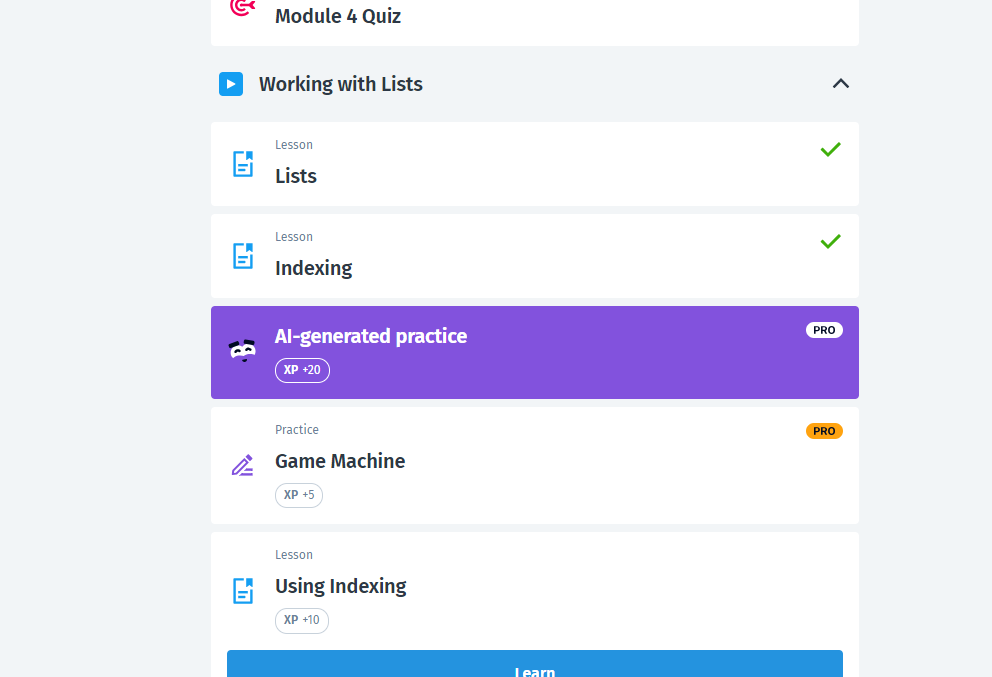 Module 4 Quiz
Working with Lists
Lesson
Lists
Lesson
Indexing
AI-generated practice
PRO
XP +20
Practice
PRO
Game Machine
XP +5
Lesson
Using Indexing
XP +10
Learn